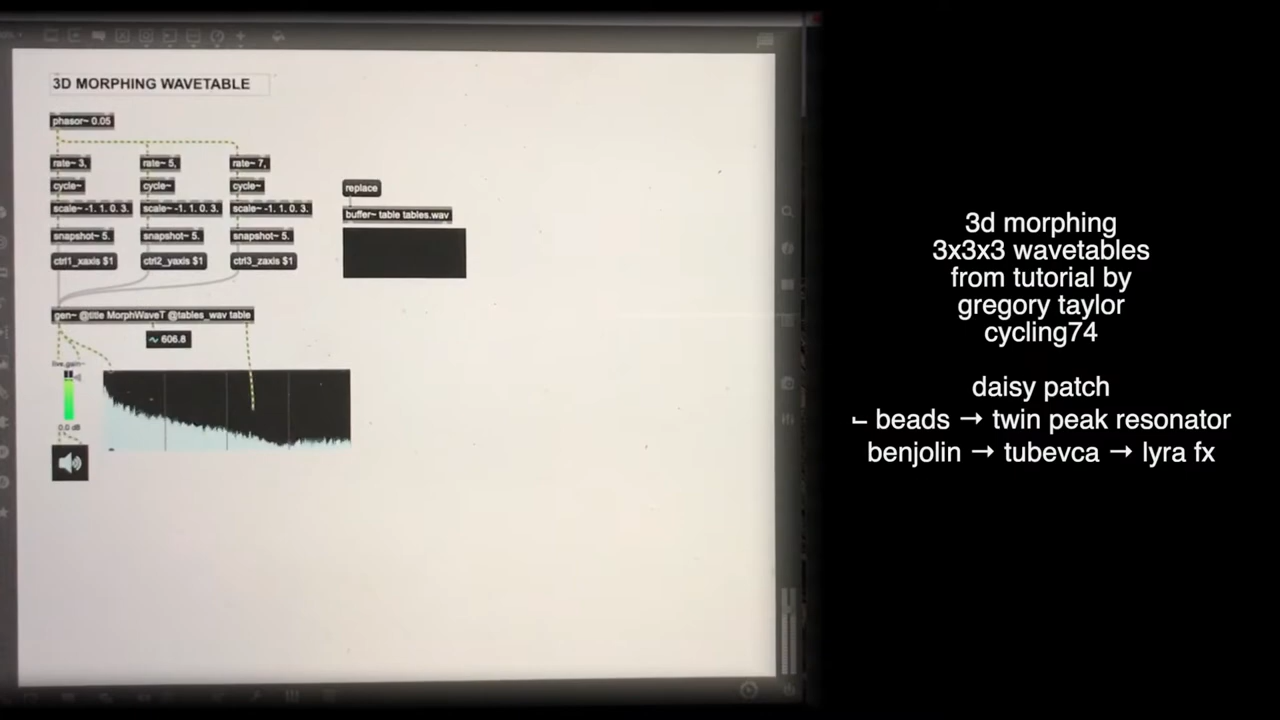 3D MORPHING WAVETABLE
phasor~ 0.05
rate~ 3,
rate~ 5,
rate~ 7,
cycle~
cycle~
cycle~
scale~ -1. 1. 0. 3.
scale~ -1. 1. 0. 3.
scale~ -1. 1. 0. 3.
snapshot~ 5.
snapshot~ 5.
snapshot~ 5.
ctrl1_xaxis $1
ctrl2_yaxis $1
ctrl3_zaxis $1
replace
buffer~ table tables.wav
gen~ @title MorphWaveT @tables_wav table
~ 606.8
live.gain~
0.0 dB
3d morphing
3x3x3 wavetables
from tutorial by
gregory taylor
cycling74
daisy patch
⌙ beads → twin peak resonator
benjolin → tubevca → lyra fx